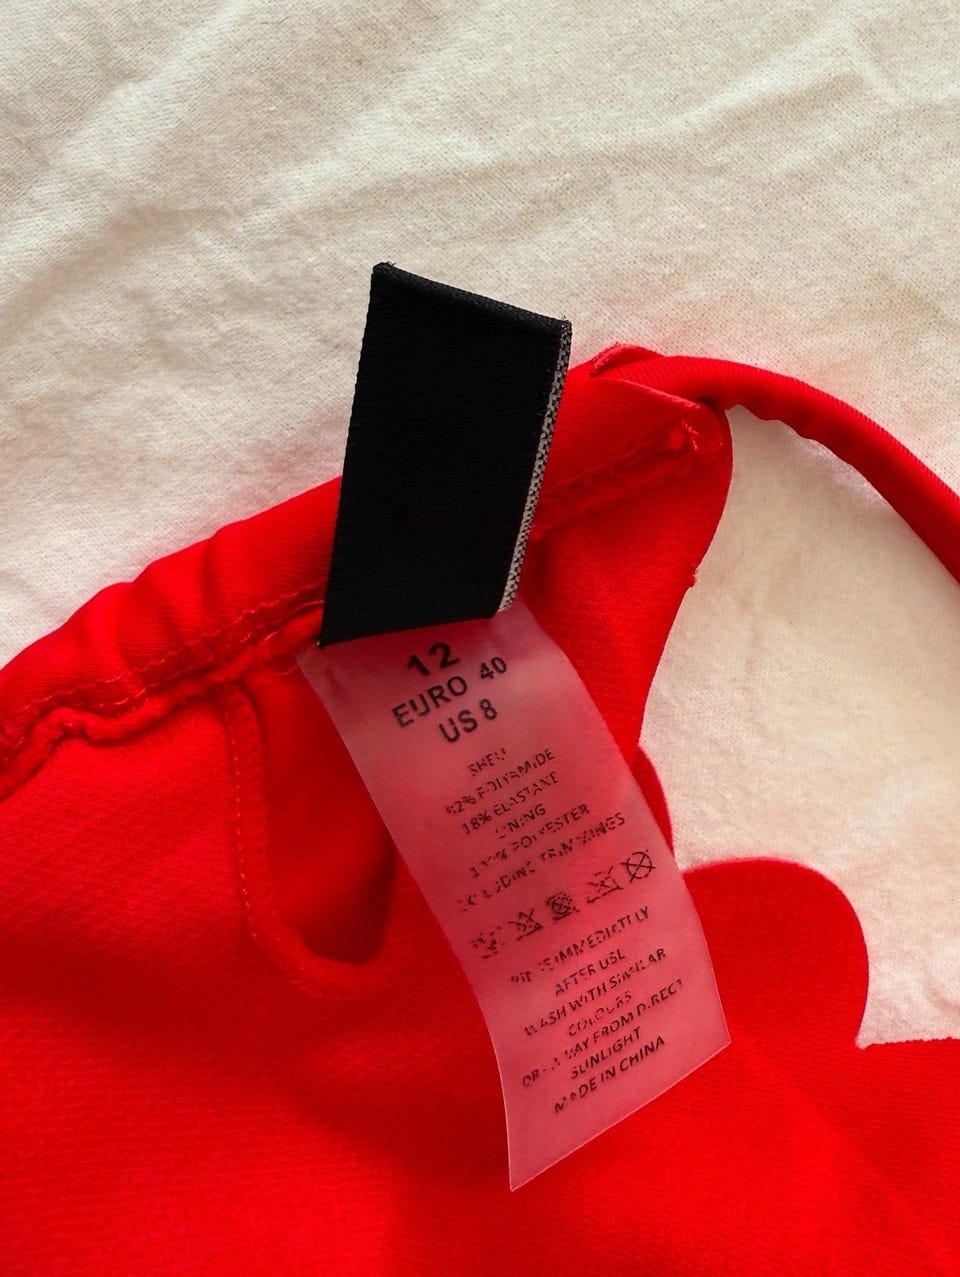 12
EURO 40
US 8
SHELL
82% POLYAMIDE
18% ELASTANE
LINING
100% POLYESTER
EXCLUDING TRIMMINGS
RINSE IMMEDIATELY
AFTER USE
WASH WITH SIMILAR
COLOURS
DRY AWAY FROM DIRECT
SUNLIGHT
MADE IN CHINA